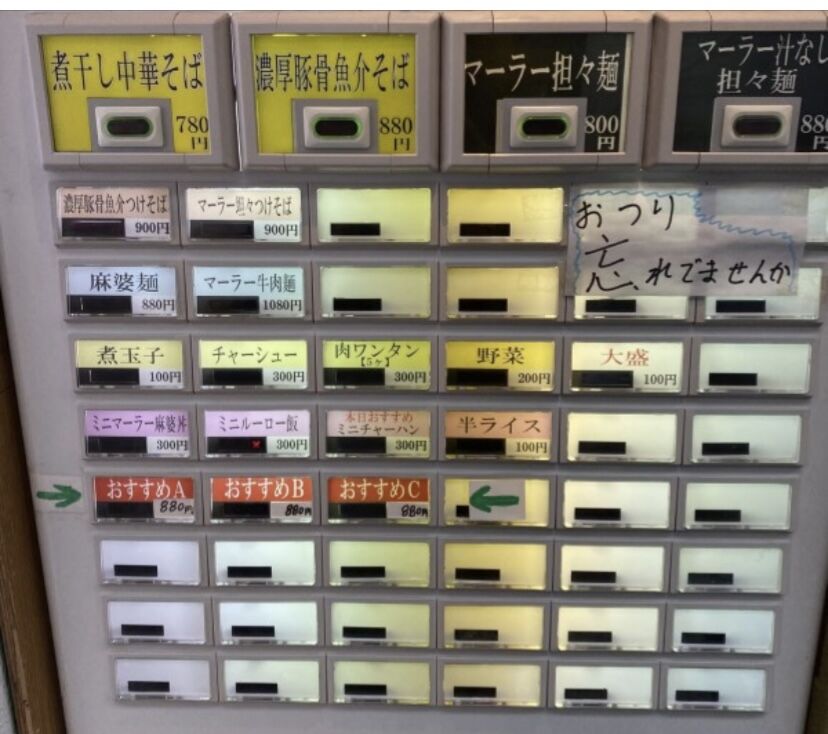 煮干し中華そば
780
円
濃厚豚骨魚介そば
880
円
マーラー担々麺
800
円
マーラー汁なし
担々麺
880
円
濃厚豚骨魚介つけそば
900円
マーラー担々つけそば
900円
おつり
忘れでませんか
麻婆麺
880円
マーラー牛肉麺
1080円
煮玉子
100円
チャーシュー
300円
肉ワンタン
【5ヶ】
300円
野菜
200円
大盛
100円
ミニマーラー麻婆丼
300円
ミニルーロー飯
300円
本日おすすめ
ミニチャーハン
300円
半ライス
100円
おすすめA
880円
おすすめB
880円
おすすめC
880円